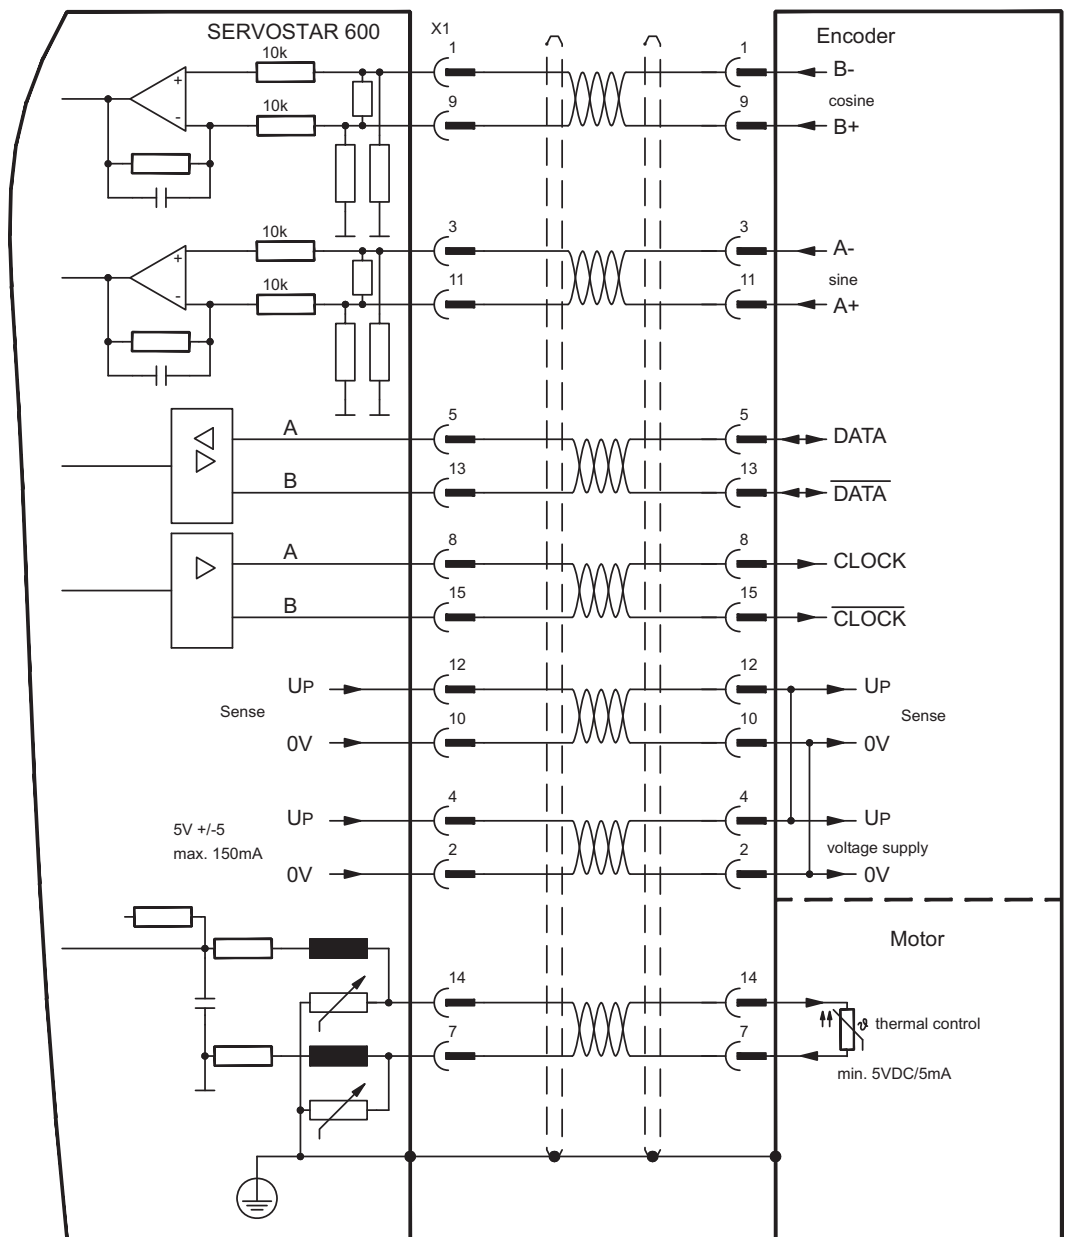 SERVOSTAR 600 X1 Encoder
10k 1 1 B-
cosine
10k 9 9 B+
+
-
10k 3 3 A-
sine
10k 11 11 A+
+
-
A 5 5 DATA
B 13 13 DATA
A 8 8 CLOCK
B 15 15 CLOCK
UP 12 12 UP
Sense Sense
0V 10 10 0V
UP 4 4 UP
5V +/-5
max. 150mA voltage supply
0V 2 2 0V
Motor
14 14
ϑ thermal control
7 7
min. 5VDC/5mA